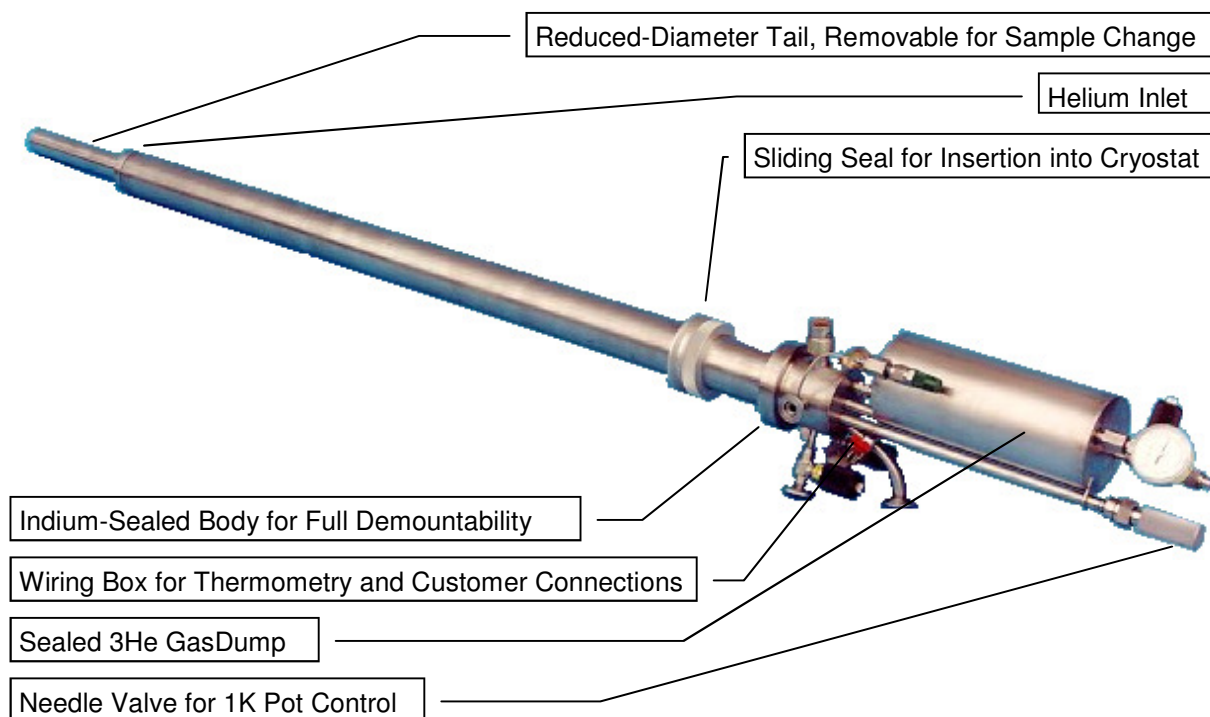 Reduced-Diameter Tail, Removable for Sample Change
Helium Inlet
Sliding Seal for Insertion into Cryostat
Indium-Sealed Body for Full Demountability
Wiring Box for Thermometry and Customer Connections
Sealed 3He GasDump
Needle Valve for 1K Pot Control